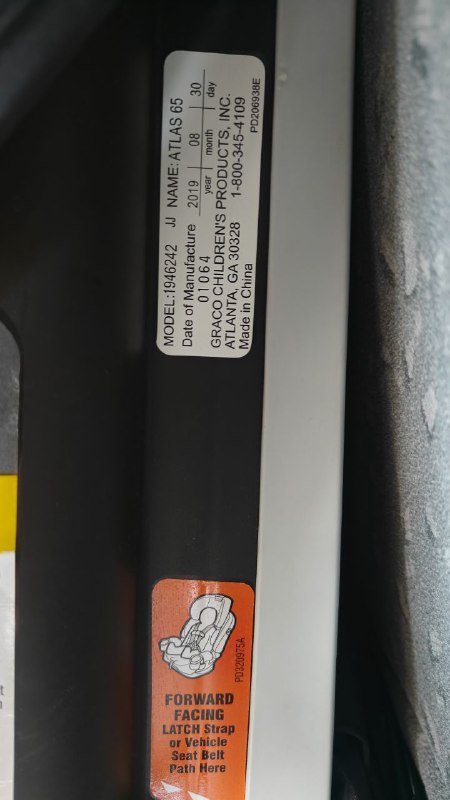 MODEL:1946242 JJ NAME: ATLAS 65
Date of Manufacture 2019 08 30
year month day
01064
GRACO CHILDREN'S PRODUCTS, INC.
ATLANTA, GA 30328 1-800-345-4109
Made in China
PD206938E
PD320975A
FORWARD
FACING
LATCH Strap
or Vehicle
Seat Belt
Path Here